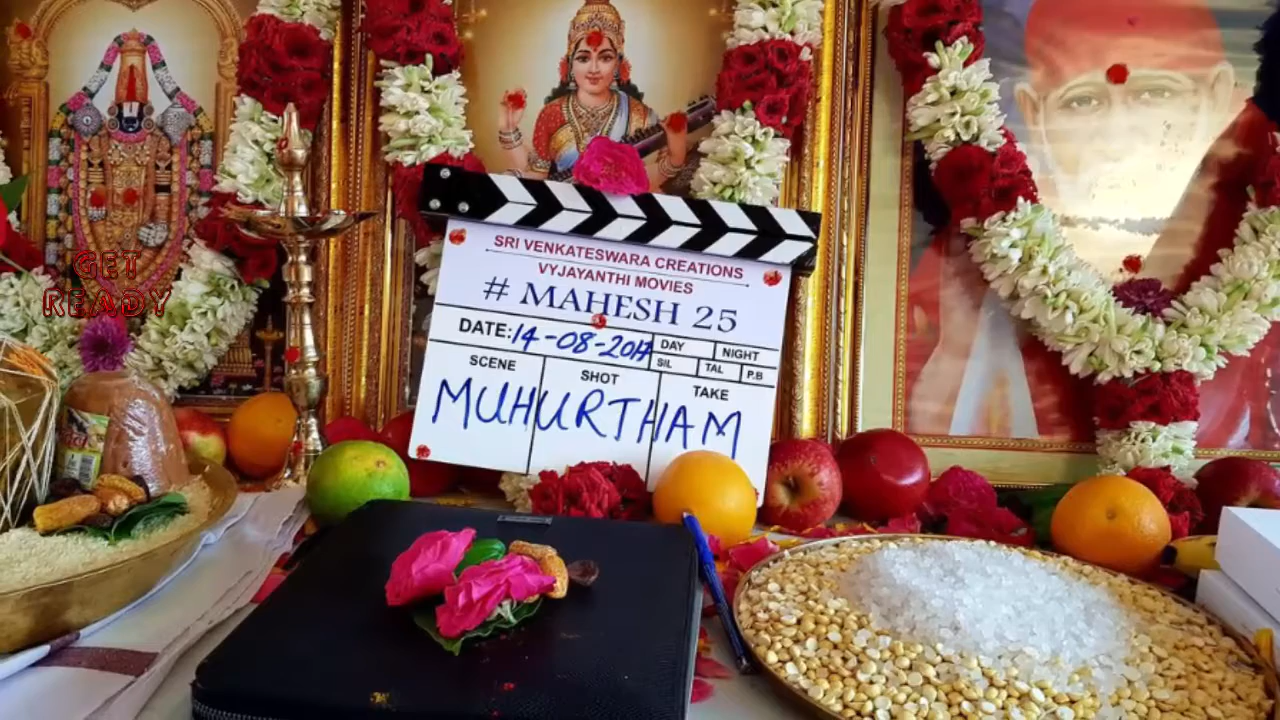 GET
READY
SRI VENKATESWARA CREATIONS
VYJAYANTHI MOVIES
# MAHESH 25
DATE: 14-08-2017
DAY NIGHT
SIL TAL P.B
SCENE SHOT TAKE
MUHURTHAM